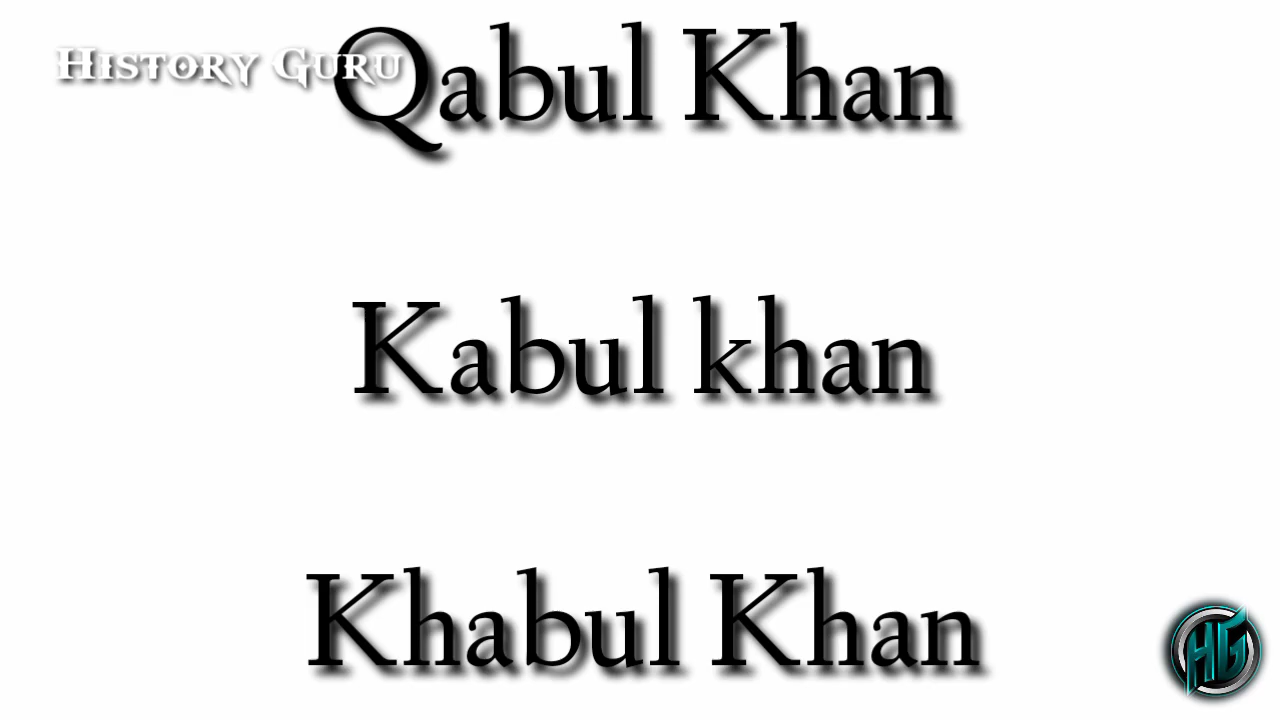 History Guru
Qabul Khan
Kabul khan
Khabul Khan
HG